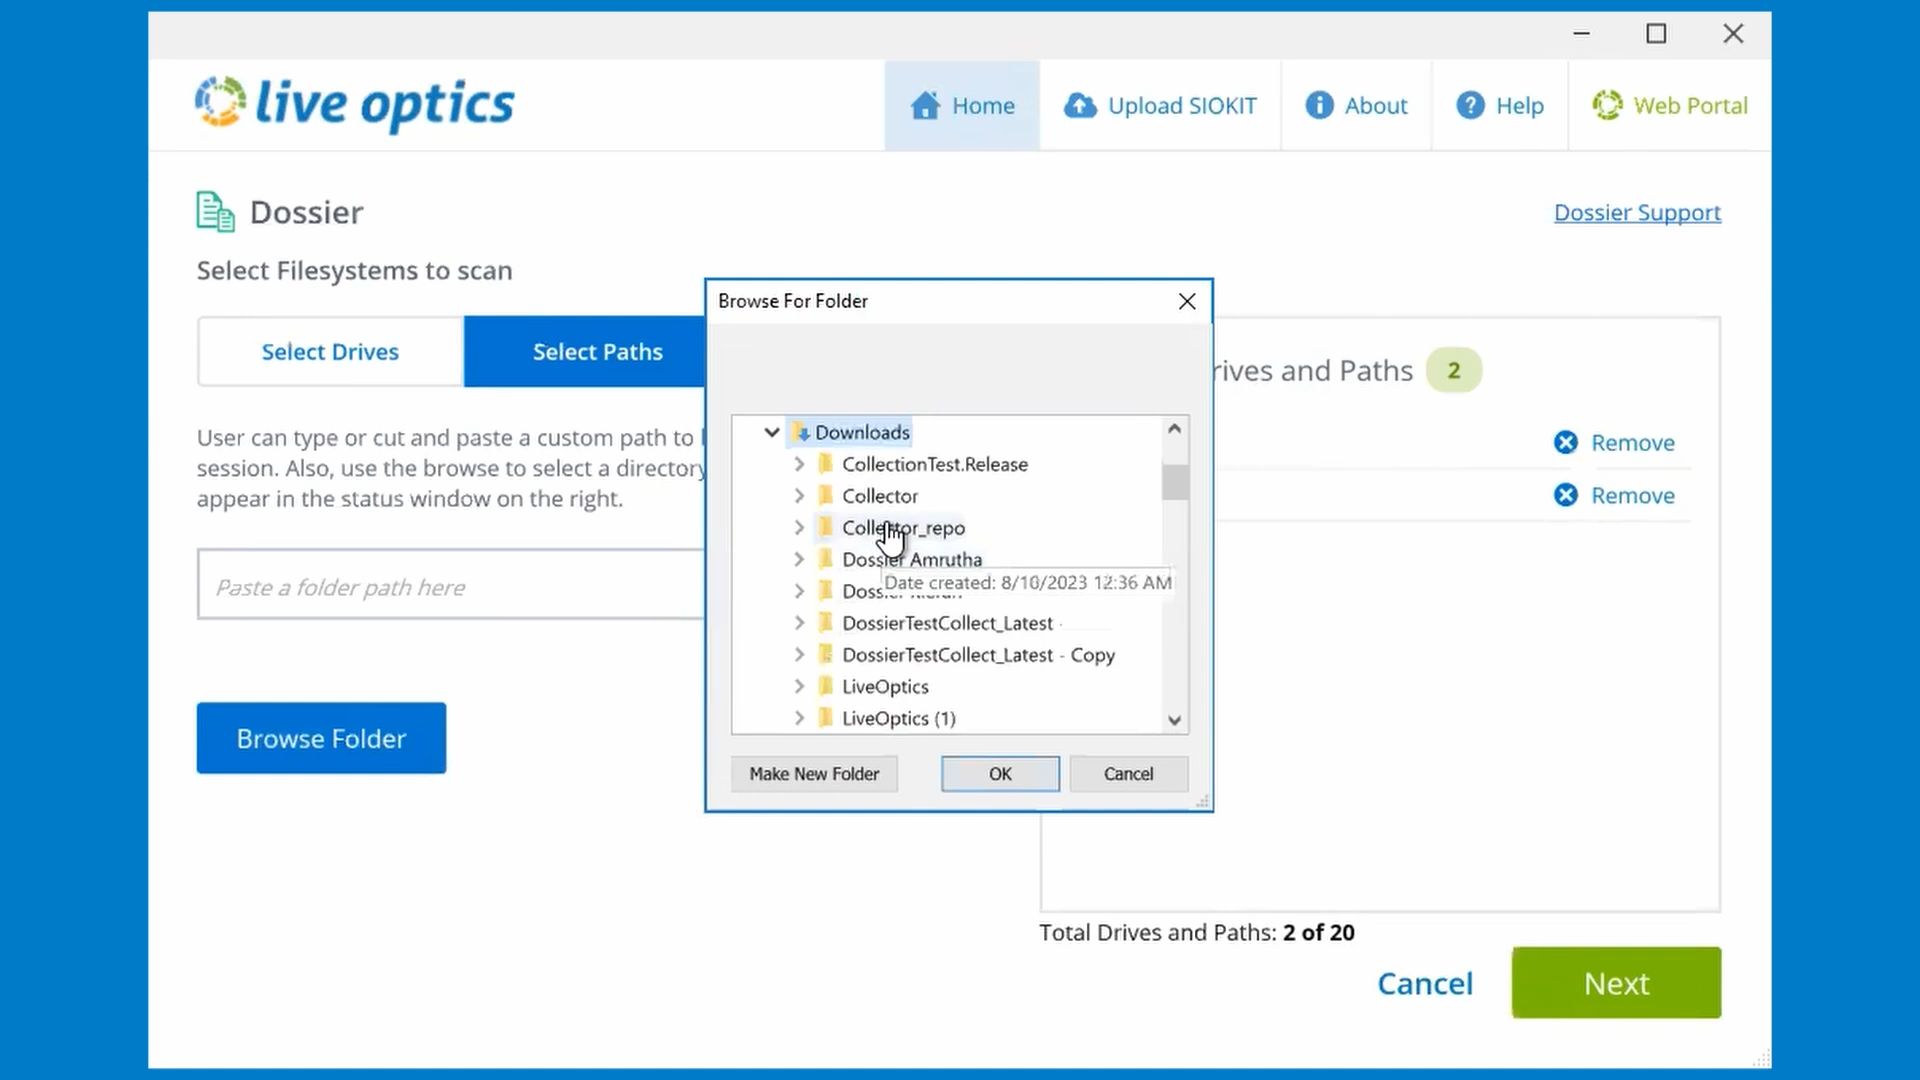 live optics
Home
Upload SIOKIT
About
Help
Web Portal
Dossier
Dossier Support
Select Filesystems to scan
Select Drives
Select Paths
User can type or cut and paste a custom path to
session. Also, use the browse to select a directory
appear in the status window on the right.
Paste a folder path here
Browse Folder
Browse For Folder
Downloads
CollectionTest.Release
Collector
Collector_repo
Dossier Amrutha
Date created: 8/10/2023 12:36 AM
DossierTestCollect_Latest
DossierTestCollect_Latest - Copy
LiveOptics
LiveOptics (1)
Make New Folder
OK
Cancel
rives and Paths 2
Remove
Remove
Total Drives and Paths: 2 of 20
Cancel
Next